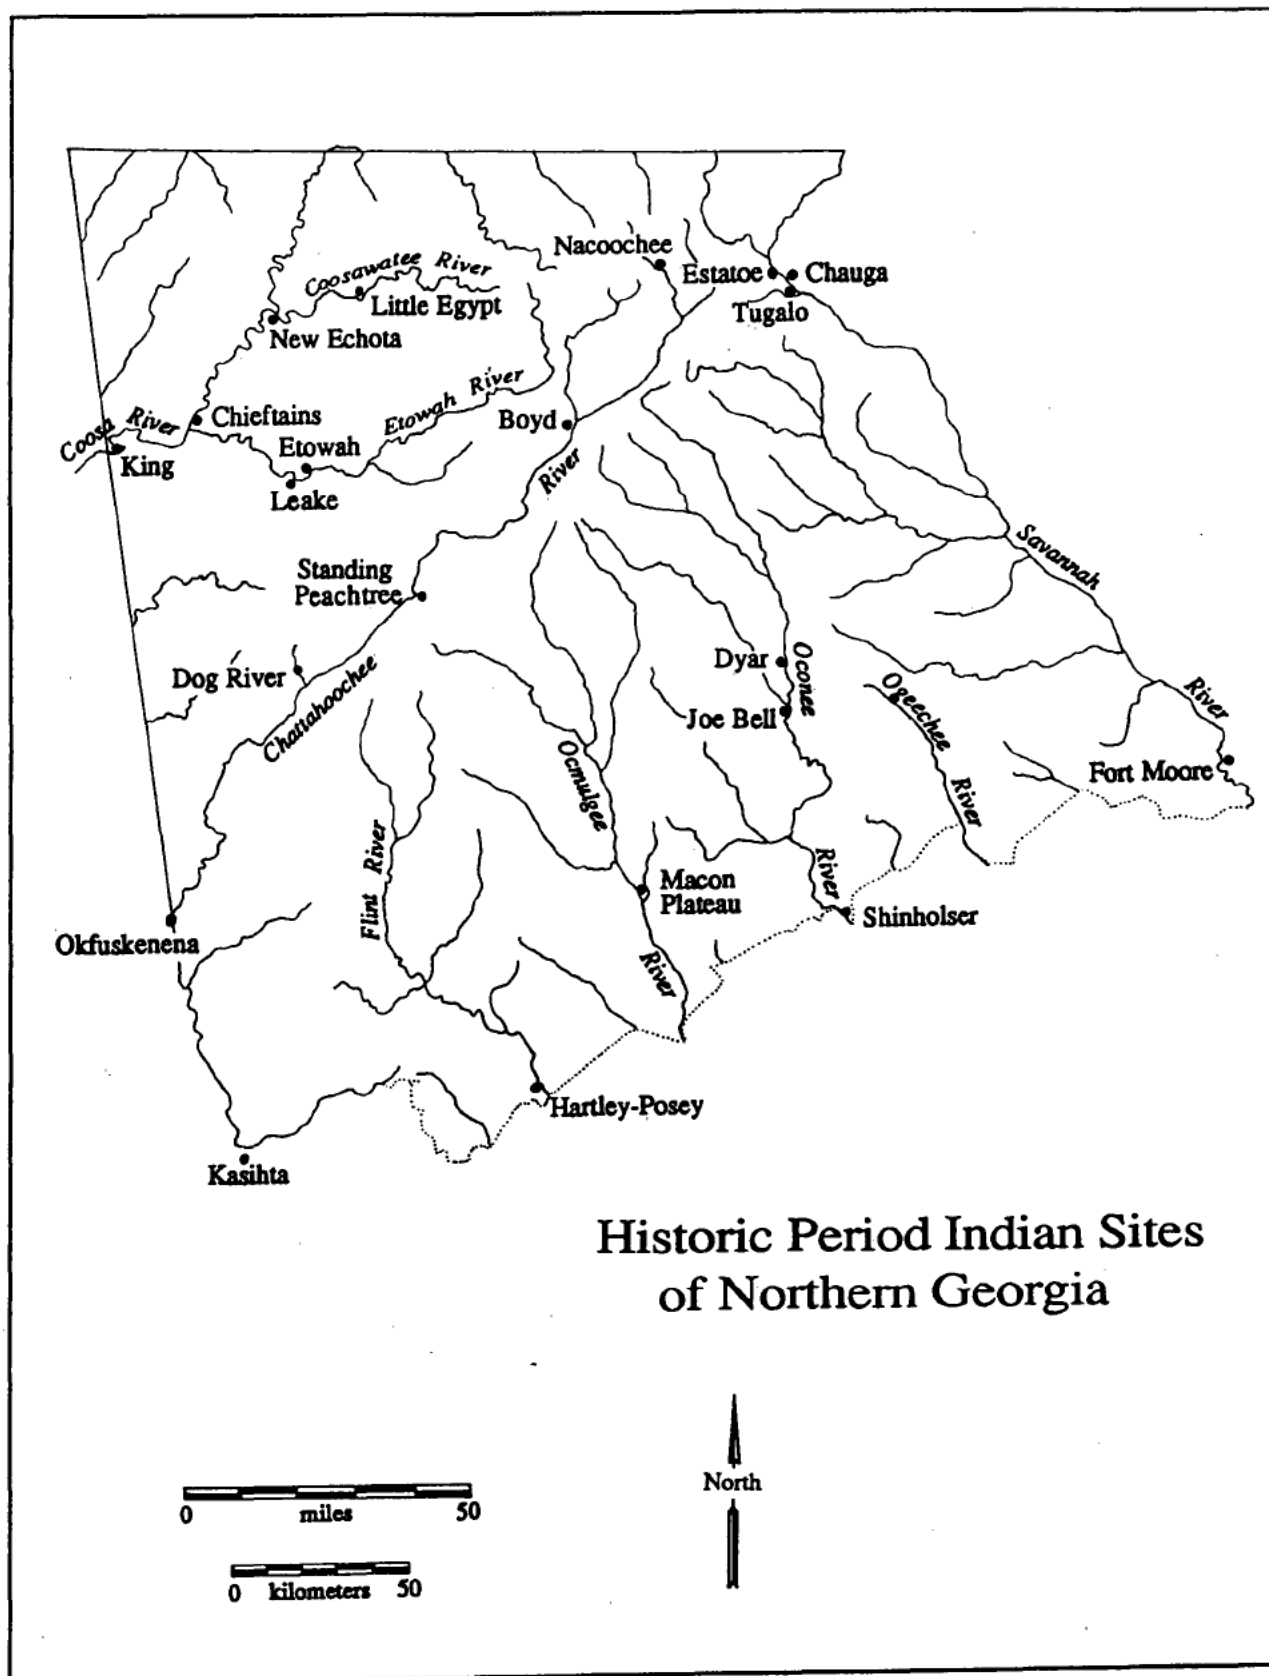 Nacoochee
Estatoe
Chauga
Tugalo
Coosawatee River
Little Egypt
New Echota
Etowah River
Chieftains
Boyd
Coosa River
King
Etowah
Leake
River
Savannah
Standing
Peachtree
Dyar
Oconee
Dog River
Chattahoochee
Joe Bell
Ogeechee
River
River
Fort Moore
Ocmulgee
Flint River
River
Macon
Plateau
Shinholser
Okfuskenena
River
Hartley-Posey
Kasihta
Historic Period Indian Sites
of Northern Georgia
North
0 miles 50
0 kilometers 50